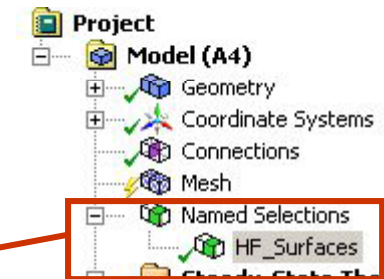 Project
Model (A4)
Geometry
Coordinate Systems
Connections
Mesh
Named Selections
HF_Surfaces